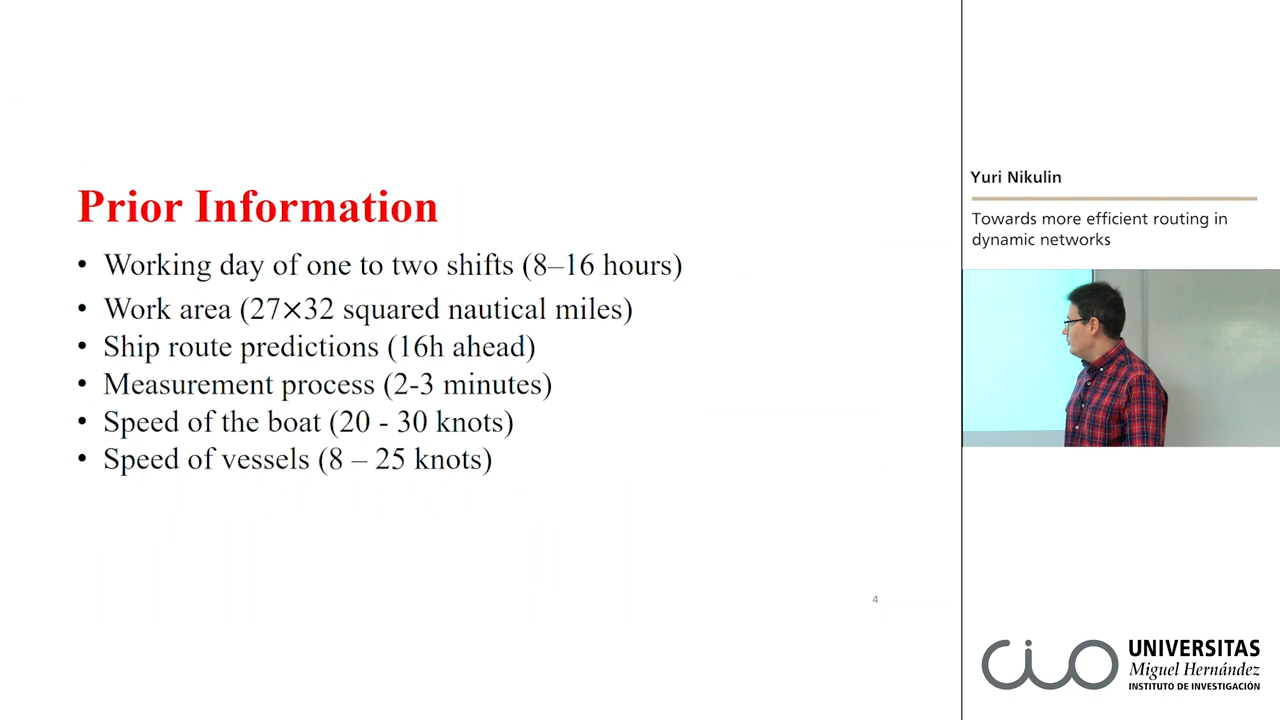 Prior Information
• Working day of one to two shifts (8–16 hours)
• Work area (27×32 squared nautical miles)
• Ship route predictions (16h ahead)
• Measurement process (2-3 minutes)
• Speed of the boat (20 - 30 knots)
• Speed of vessels (8 – 25 knots)
4
Yuri Nikulin
Towards more efficient routing in
dynamic networks
cio
UNIVERSITAS
Miguel Hernández
INSTITUTO DE INVESTIGACIÓN